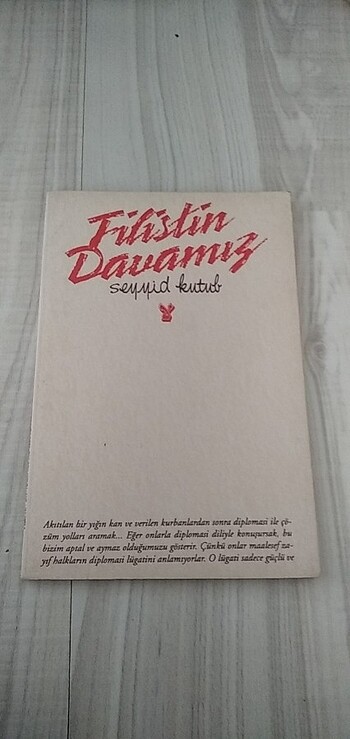 Filistin
Davamız
seyyid kutub
Akıtılan bir yığın kan ve verilen kurbanlardan sonra diplomasi ile çö-
züm yolları aramak... Eğer onlarla diplomasi diliyle konuşursak, bu
bizim aptal ve aymaz olduğumuzu gösterir. Çünkü onlar maalesef za-
yıf halkların diplomasi lügatini anlamıyorlar. O lügati sadece güçlü ve